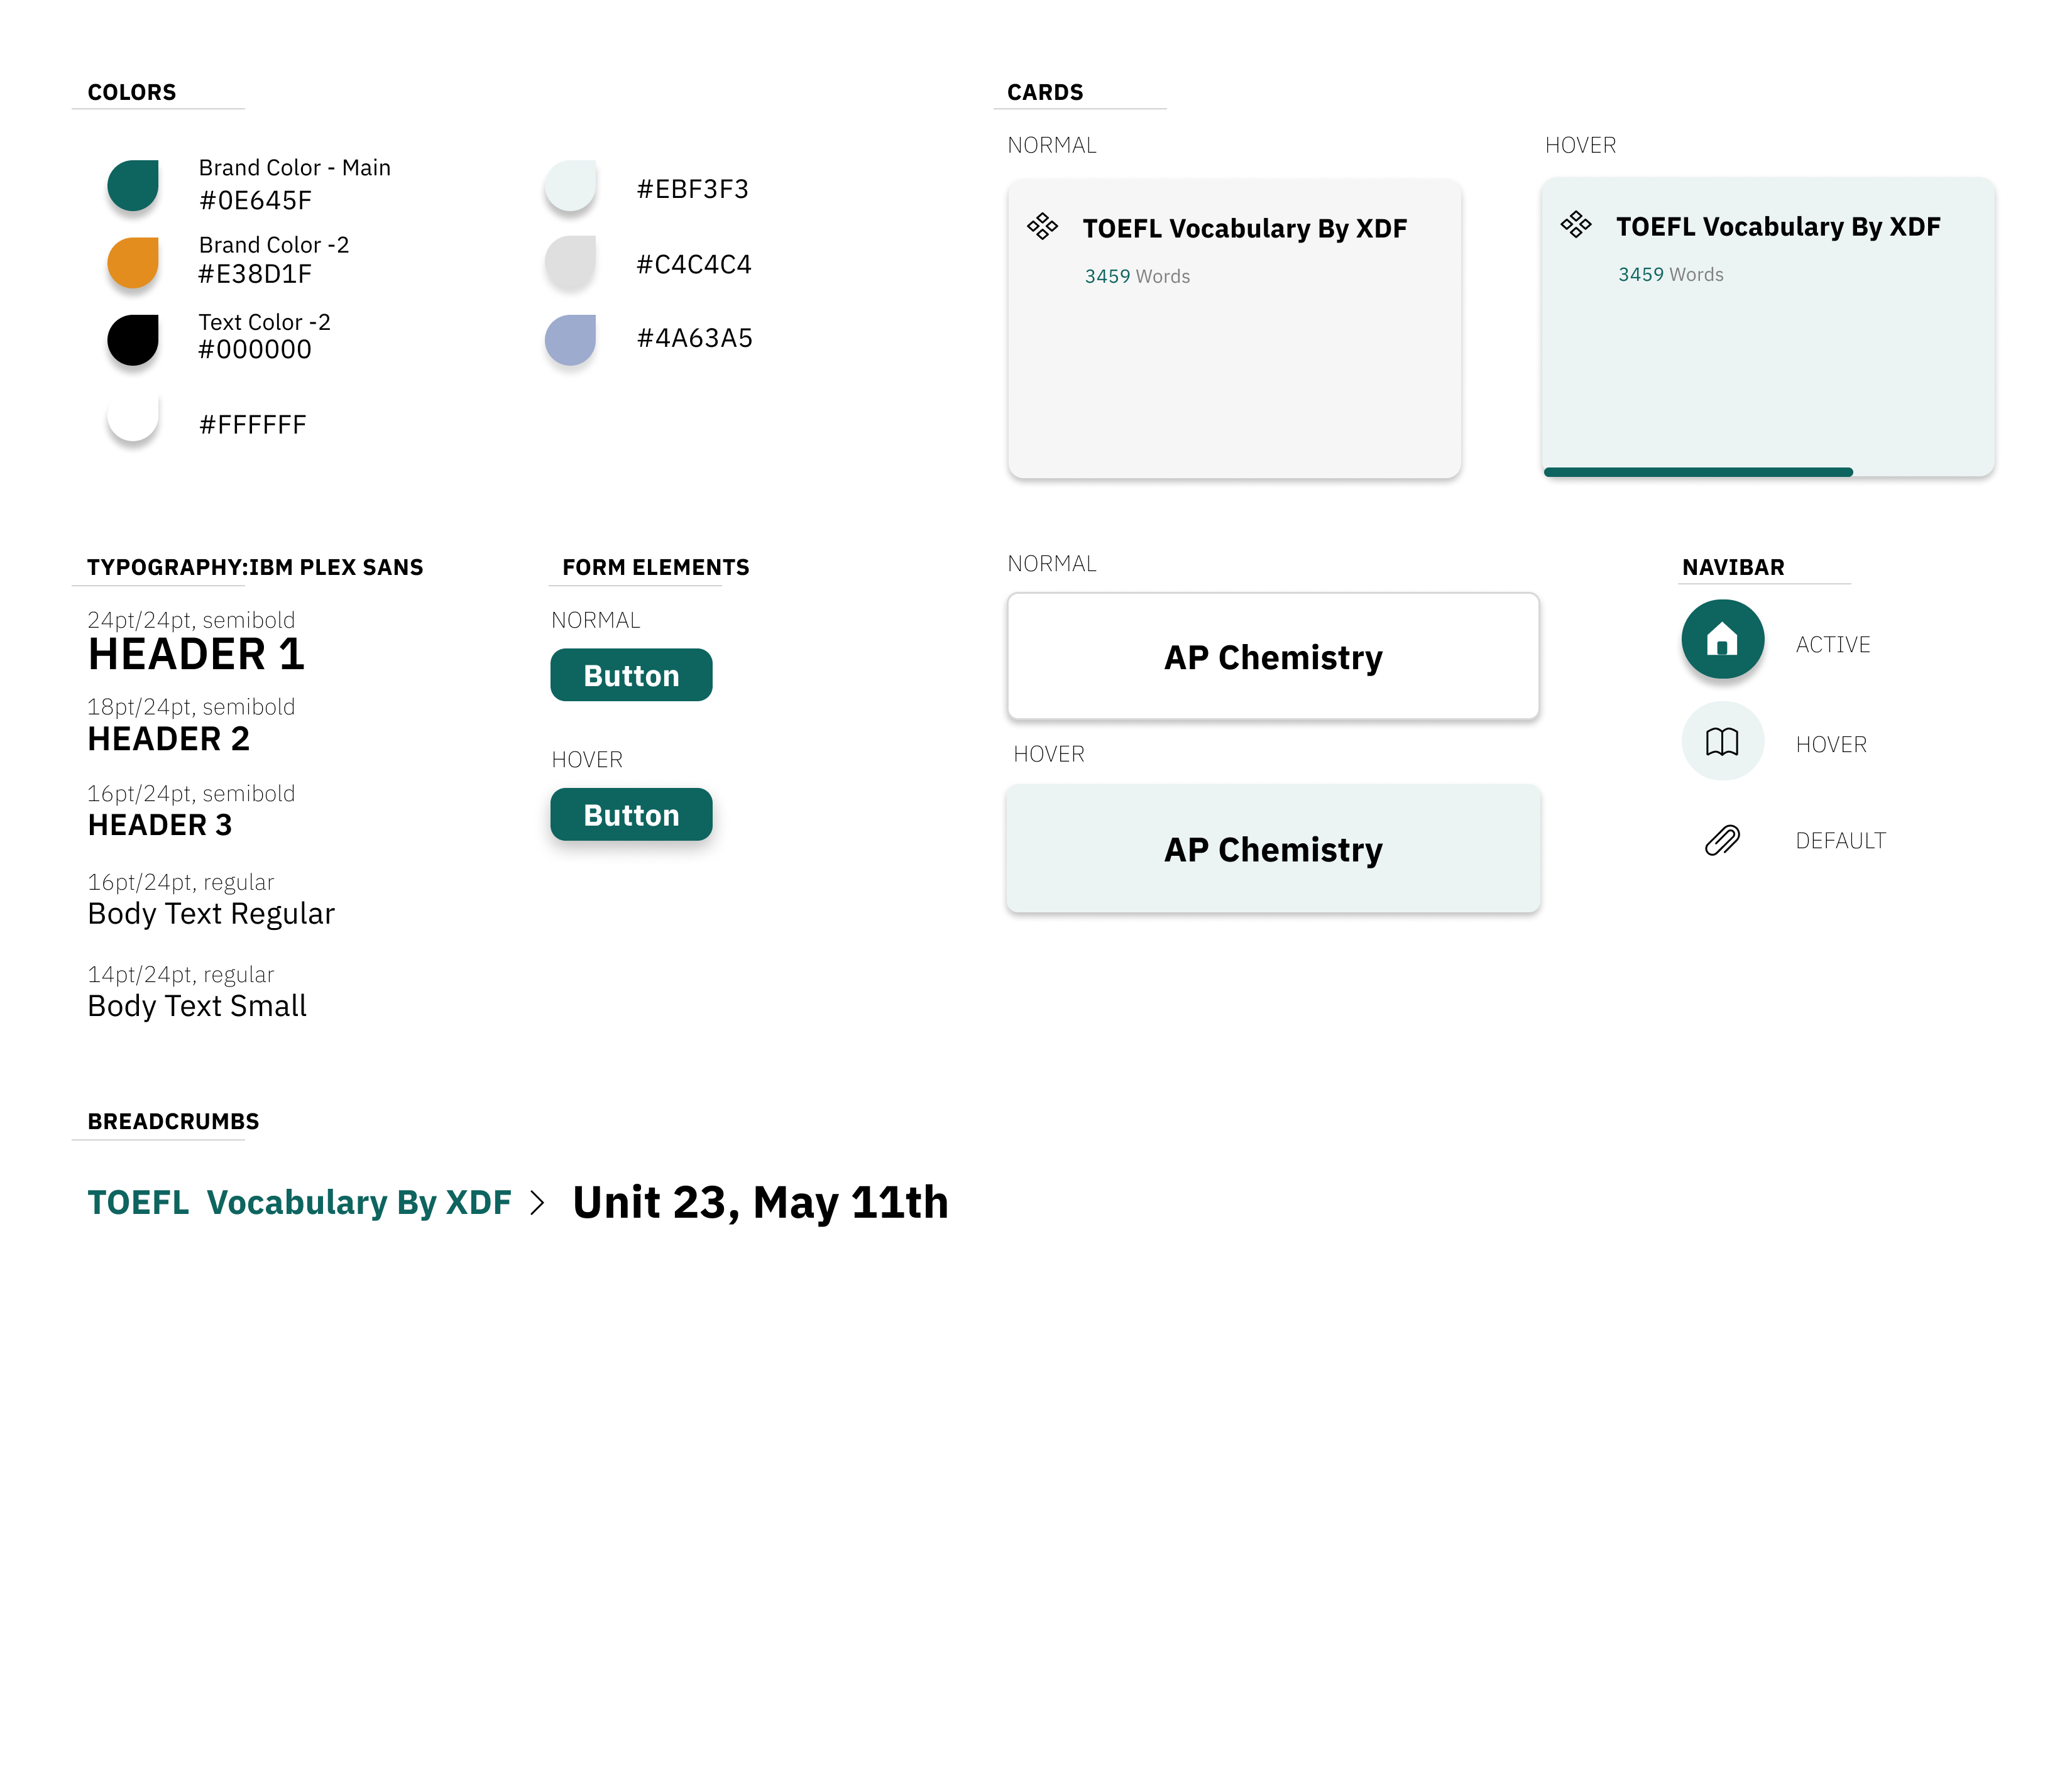 COLORS
Brand Color - Main
#0E645F
Brand Color -2
#E38D1F
Text Color -2
#000000
#FFFFFF
#EBF3F3
#C4C4C4
#4A63A5
CARDS
NORMAL
TOEFL Vocabulary By XDF
3459 Words
HOVER
TOEFL Vocabulary By XDF
3459 Words
TYPOGRAPHY:IBM PLEX SANS
24pt/24pt, semibold
HEADER 1
18pt/24pt, semibold
HEADER 2
16pt/24pt, semibold
HEADER 3
16pt/24pt, regular
Body Text Regular
14pt/24pt, regular
Body Text Small
FORM ELEMENTS
NORMAL
Button
HOVER
Button
NORMAL
AP Chemistry
HOVER
AP Chemistry
NAVIBAR
ACTIVE
HOVER
DEFAULT
BREADCRUMBS
TOEFL Vocabulary By XDF > Unit 23, May 11th